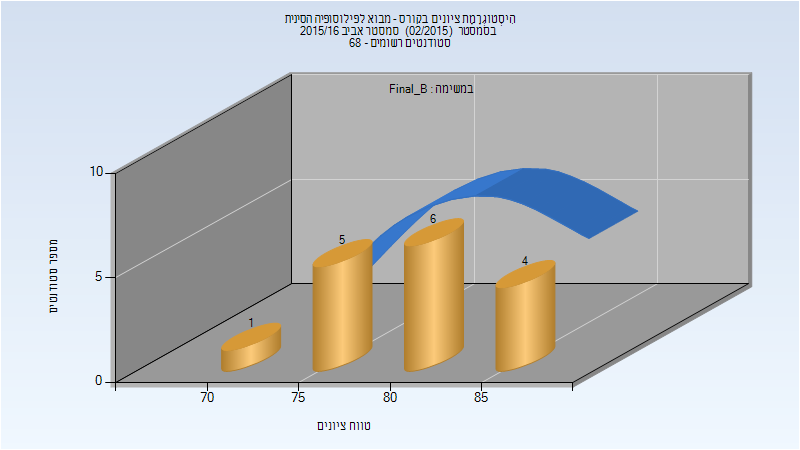 היסטוגרמת ציונים בקורס - מבוא לפילוסופיה הסינית
בסמסטר (02/2015) סמסטר אביב 2015/16
סטודנטים רשומים - 68
במשימה : Final_B
10
5
0
מספר סטודנטים
1
5
6
4
70
75
80
85
טווח ציונים